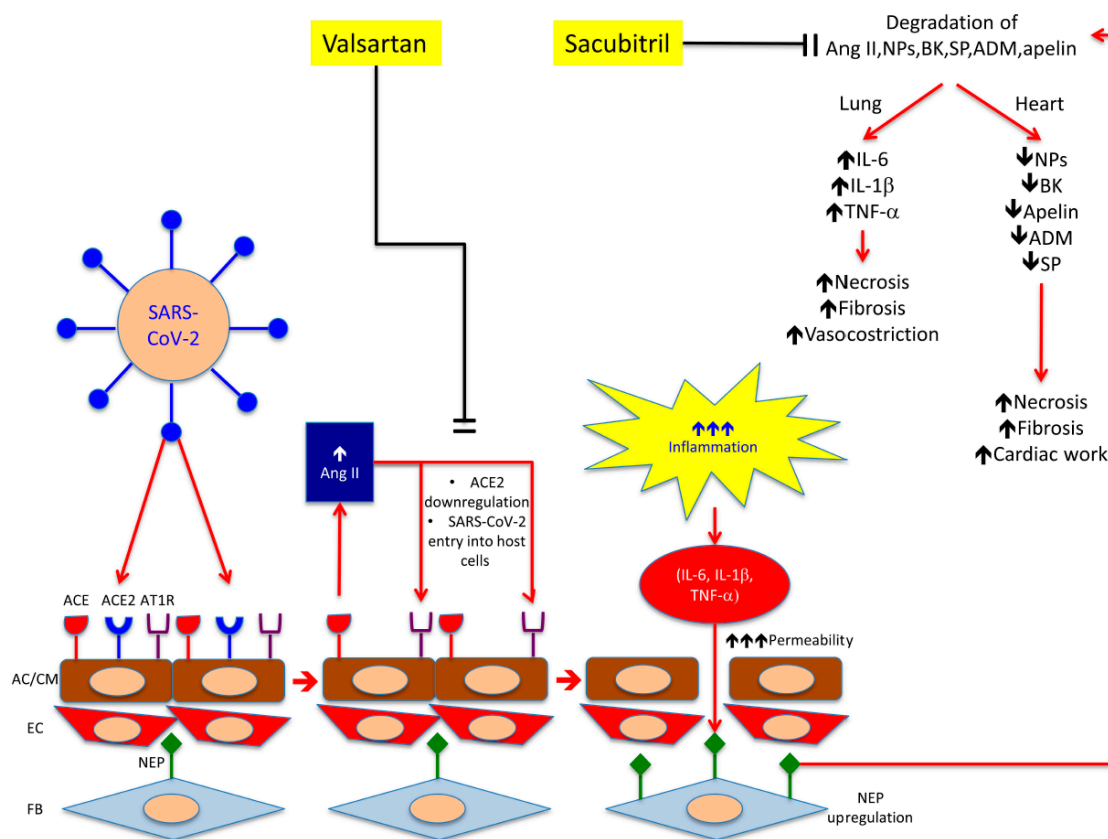 Valsartan
Sacubitril
Degradation of
Ang II,NPs,BK,SP,ADM,apelin
Lung
Heart
↑IL-6
↑IL-1β
↑TNF-α
↓NPs
↓BK
↓Apelin
↓ADM
↓SP
↑Necrosis
↑Fibrosis
↑Vasocostriction
↑Necrosis
↑Fibrosis
↑Cardiac work
SARS-
CoV-2
↑
Ang II
• ACE2
downregulation
• SARS-CoV-2
entry into host
cells
↑↑↑
Inflammation
(IL-6, IL-1β,
TNF-α)
ACE
ACE2
AT1R
↑↑↑Permeability
AC/CM
EC
NEP
FB
NEP
upregulation